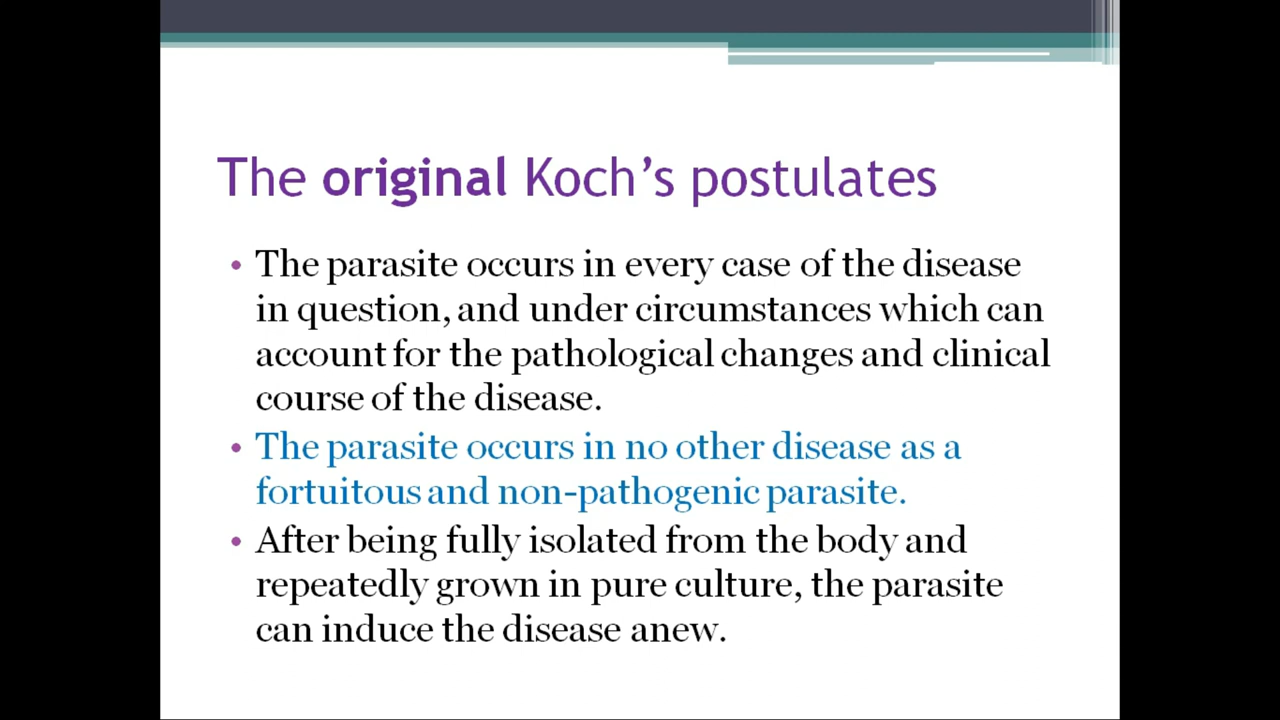 The original Koch’s postulates
• The parasite occurs in every case of the disease
in question, and under circumstances which can
account for the pathological changes and clinical
course of the disease.
• The parasite occurs in no other disease as a
fortuitous and non-pathogenic parasite.
• After being fully isolated from the body and
repeatedly grown in pure culture, the parasite
can induce the disease anew.